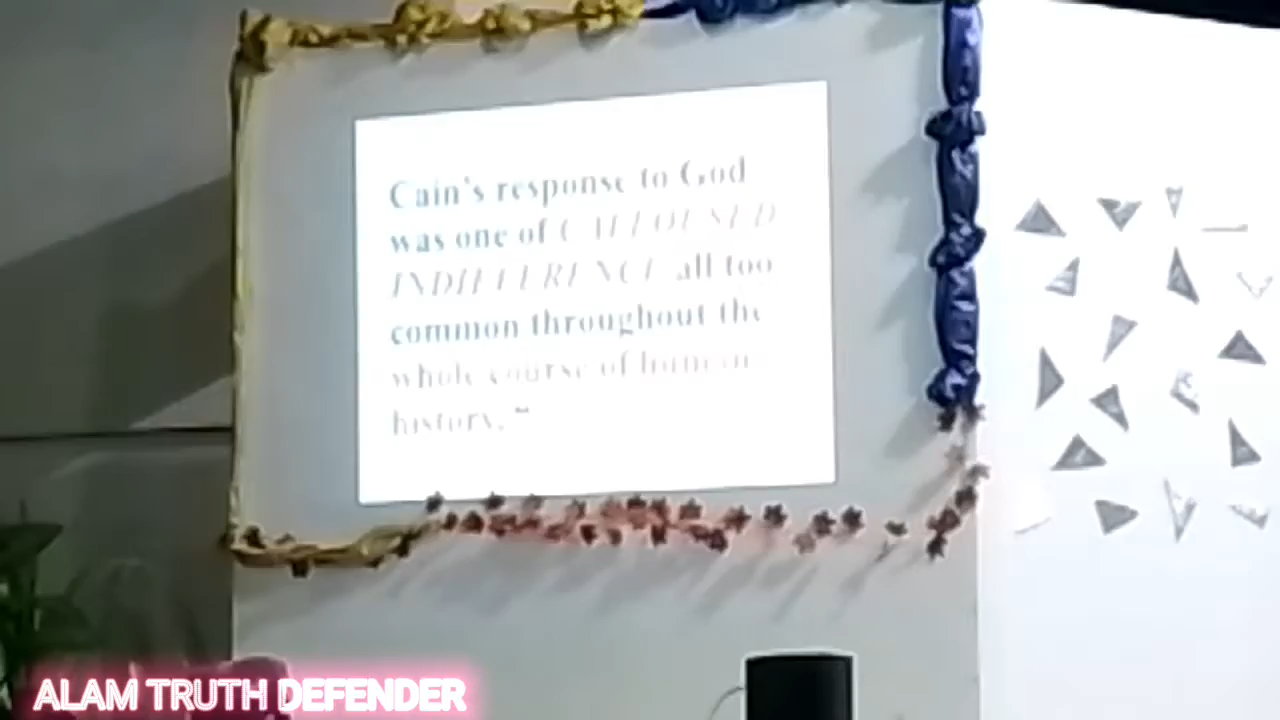 Cain's response to God
was one of CALLOUSED
INDIFFERENCE all too
common throughout the
whole course of human
history."
ALAM TRUTH DEFENDER